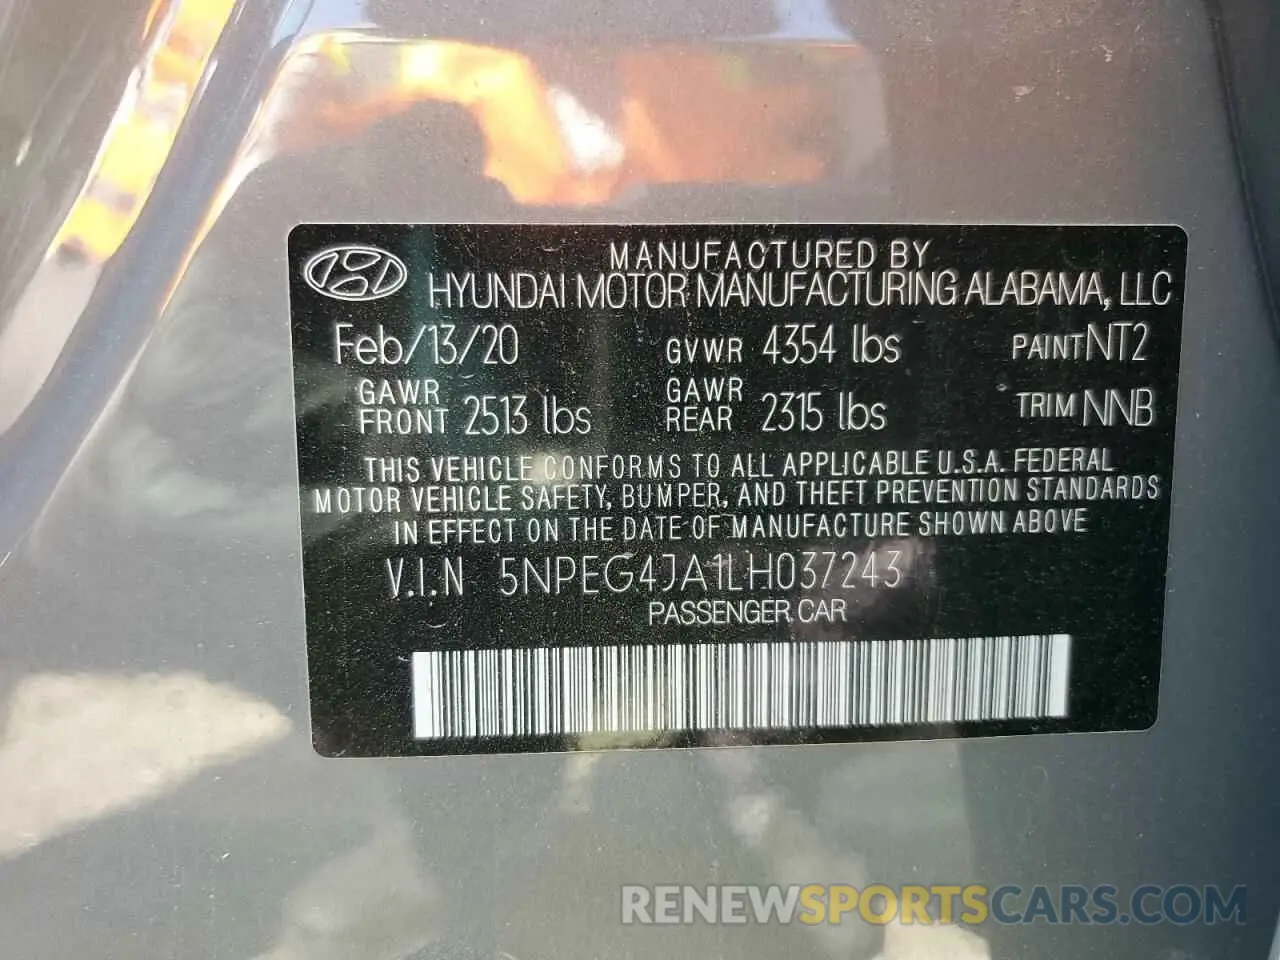 MANUFACTURED BY
HYUNDAI MOTOR MANUFACTURING ALABAMA, LLC
Feb/13/20 GVWR 4354 lbs PAINT NT2
GAWR FRONT 2513 lbs GAWR REAR 2315 lbs TRIM NNB
THIS VEHICLE CONFORMS TO ALL APPLICABLE U.S.A. FEDERAL
MOTOR VEHICLE SAFETY, BUMPER, AND THEFT PREVENTION STANDARDS
IN EFFECT ON THE DATE OF MANUFACTURE SHOWN ABOVE
V.I.N 5NPEG4JA1LH037243
PASSENGER CAR
RENEWSPORTSCARS.COM